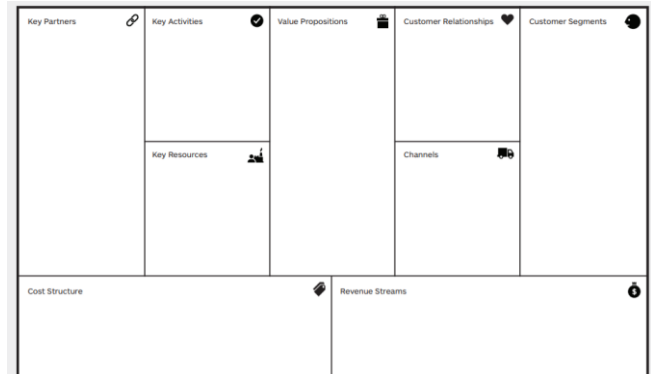 Key Partners
Key Activities
Value Propositions
Customer Relationships
Customer Segments
Key Resources
Channels
Cost Structure
Revenue Streams
$